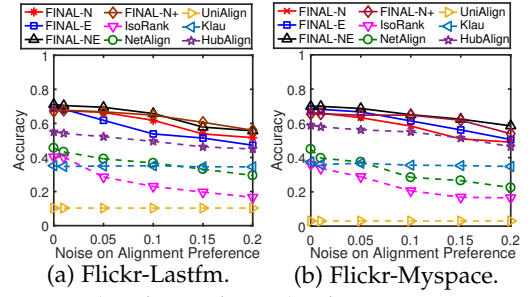 FINAL-N FINAL-N+ UniAlign
FINAL-E IsoRank Klau
FINAL-NE NetAlign HubAlign
1
0.8
0.6
0.4
0.2
0
Accuracy
0 0.05 0.1 0.15 0.2
Noise on Alignment Preference
(a) Flickr-Lastfm.
FINAL-N FINAL-N+ UniAlign
FINAL-E IsoRank Klau
FINAL-NE NetAlign HubAlign
1
0.8
0.6
0.4
0.2
0
Accuracy
0 0.05 0.1 0.15 0.2
Noise on Alignment Preference
(b) Flickr-Myspace.